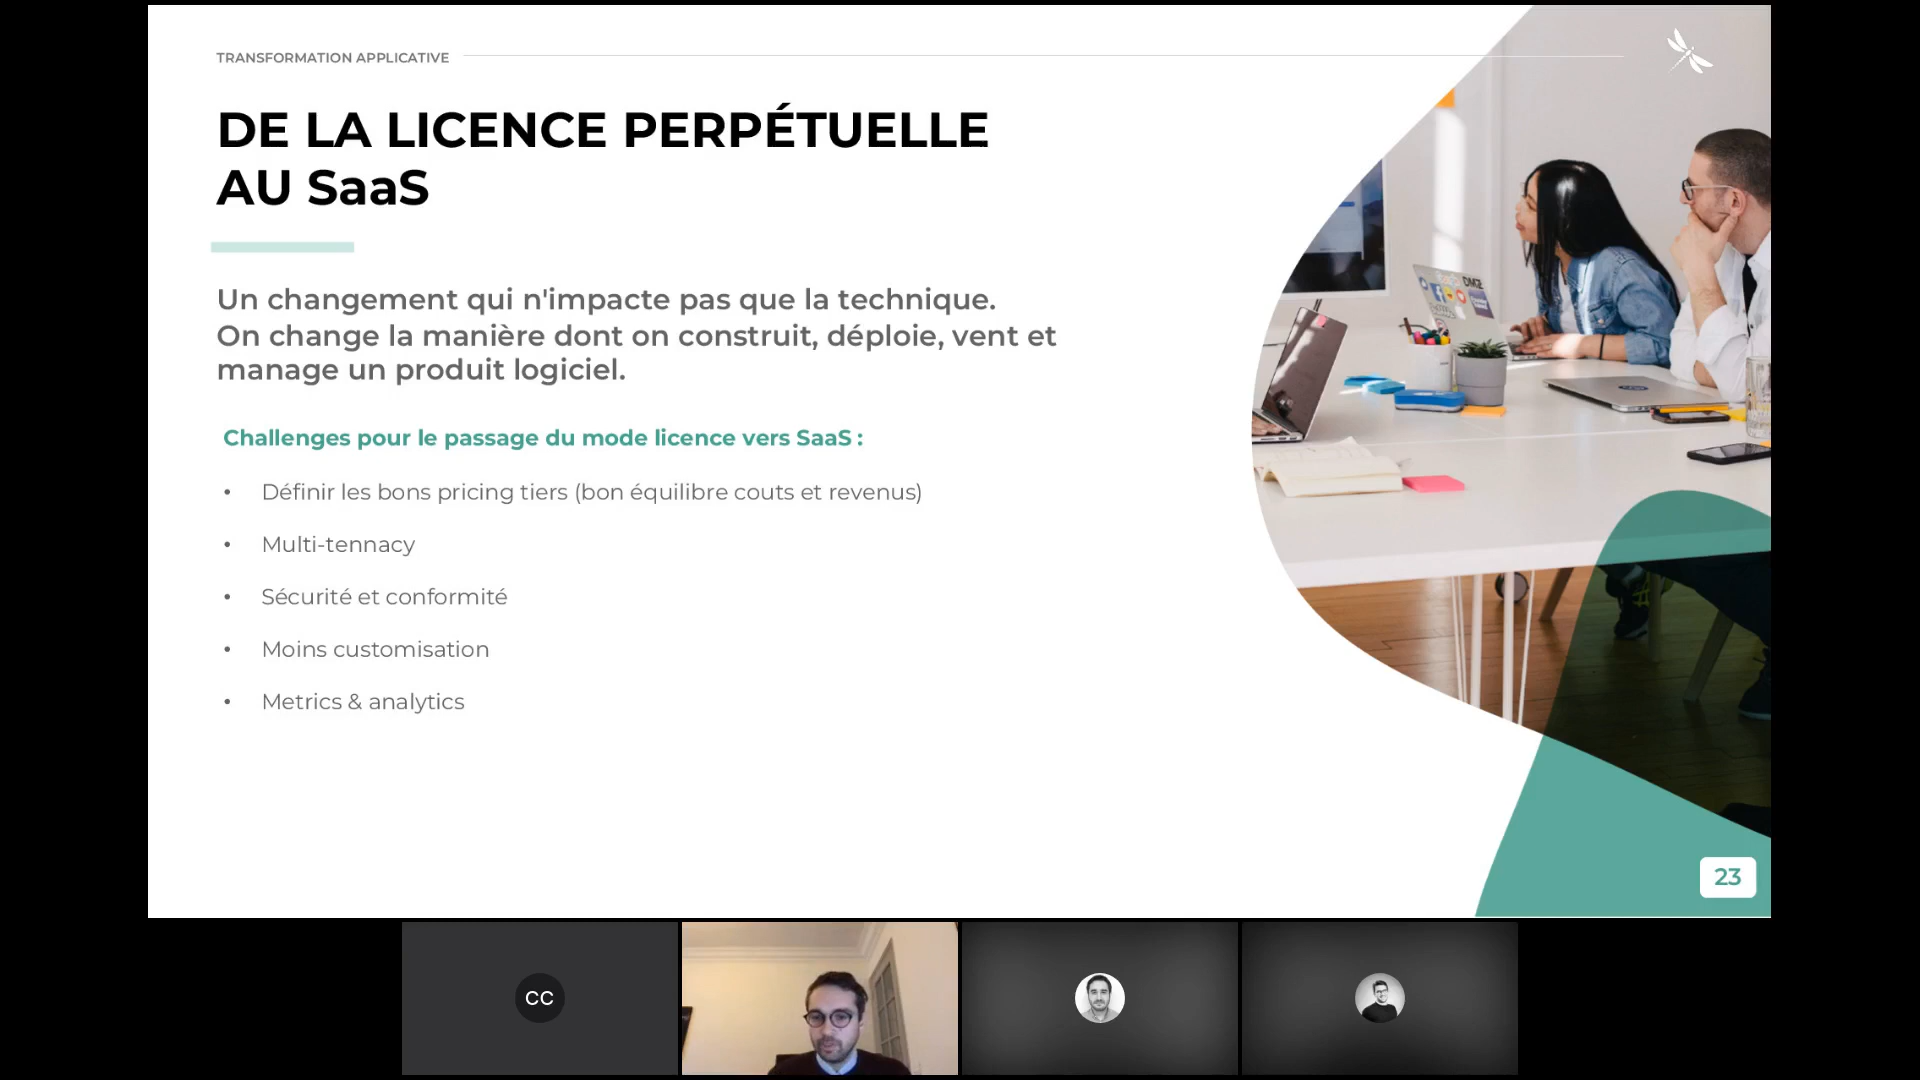 TRANSFORMATION APPLICATIVE
DE LA LICENCE PERPÉTUELLE
AU SaaS
Un changement qui n'impacte pas que la technique.
On change la manière dont on construit, déploie, vent et
manage un produit logiciel.
Challenges pour le passage du mode licence vers SaaS :
• Définir les bons pricing tiers (bon équilibre couts et revenus)
• Multi-tennacy
• Sécurité et conformité
• Moins customisation
• Metrics & analytics
23
CC